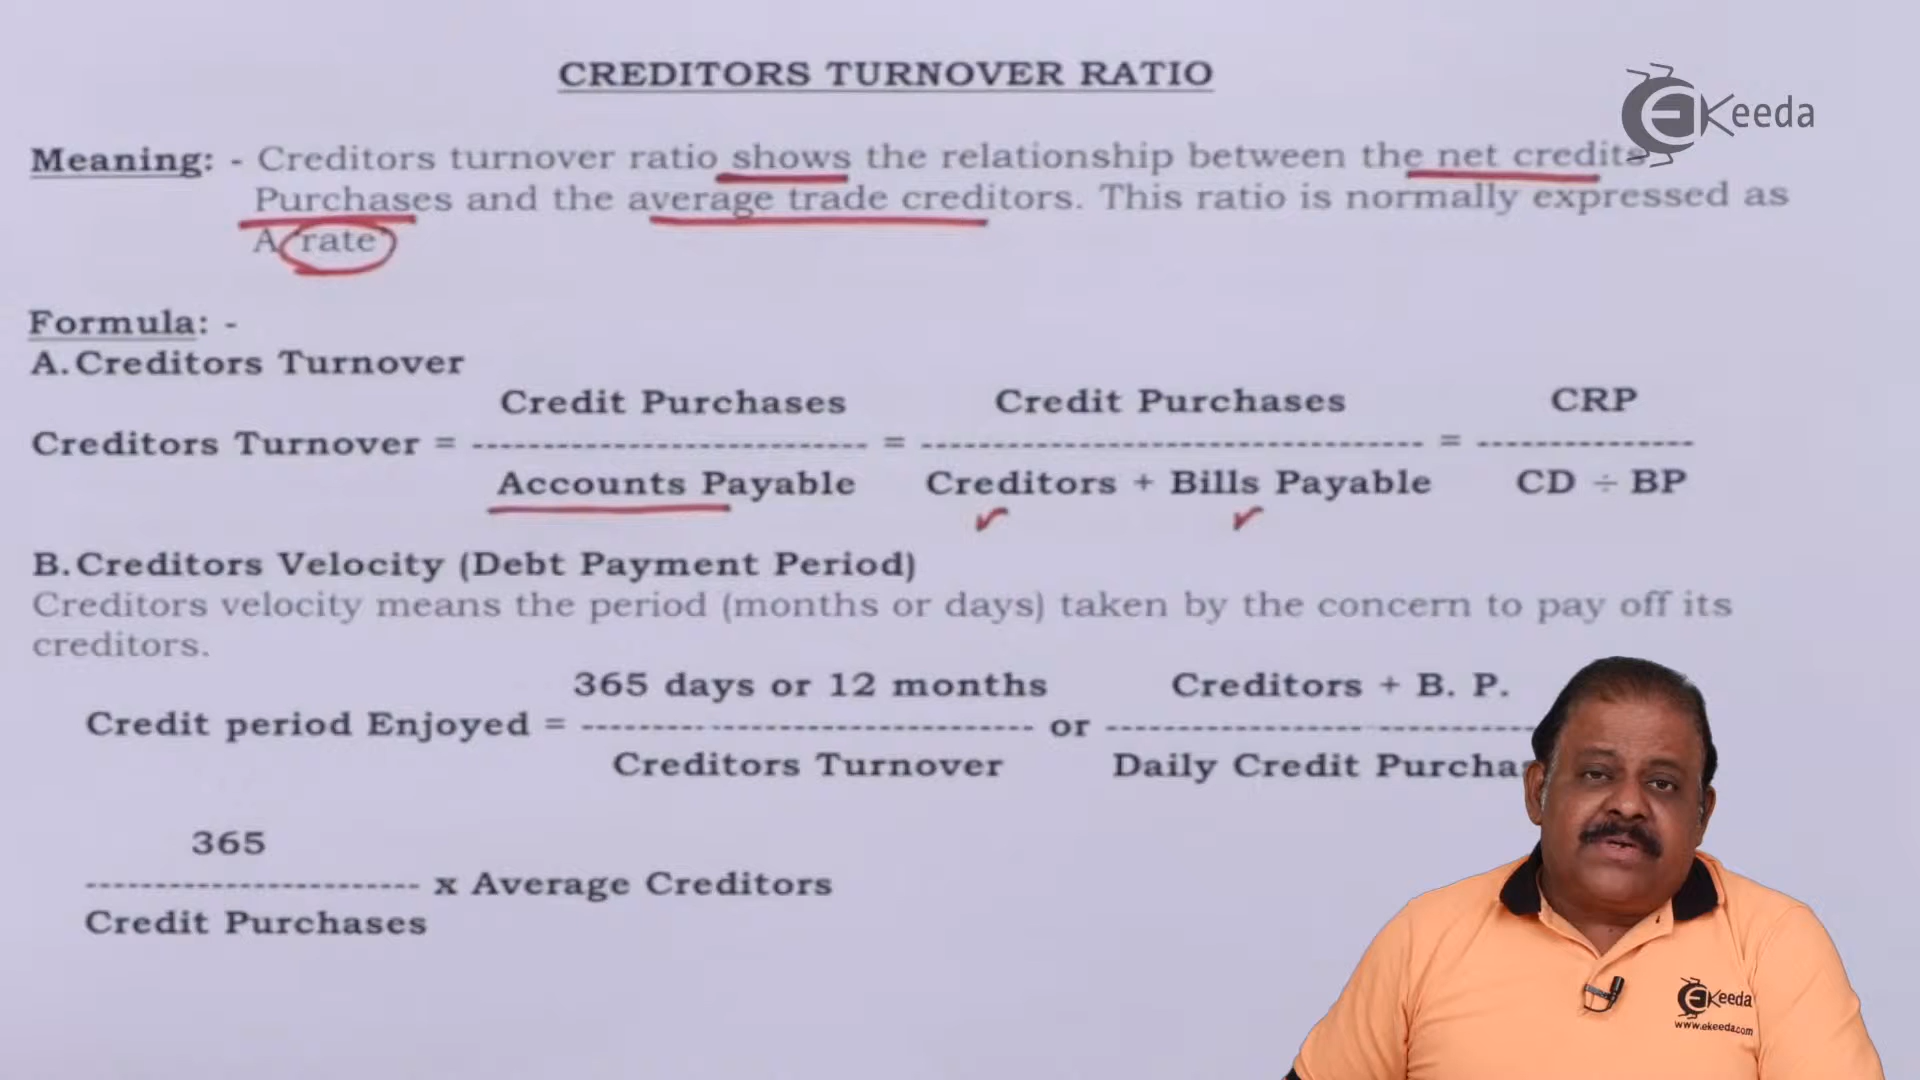 CREDITORS TURNOVER RATIO
EKeeda
Meaning: - Creditors turnover ratio shows the relationship between the net credits
Purchases and the average trade creditors. This ratio is normally expressed as
A 'rate'
Formula: -
A. Creditors Turnover
Credit Purchases Credit Purchases CRP
Creditors Turnover = ------------------------- = ------------------------- = ----------------
Accounts Payable Creditors + Bills Payable CD ÷ BP
B. Creditors Velocity (Debt Payment Period)
Creditors velocity means the period (months or days) taken by the concern to pay off its
creditors.
365 days or 12 months Creditors + B. P.
Credit period Enjoyed = ------------------------- or -------------------------
Creditors Turnover Daily Credit Purcha
365
------------------------- x Average Creditors
Credit Purchases
EKeeda
www.ekeeda.com